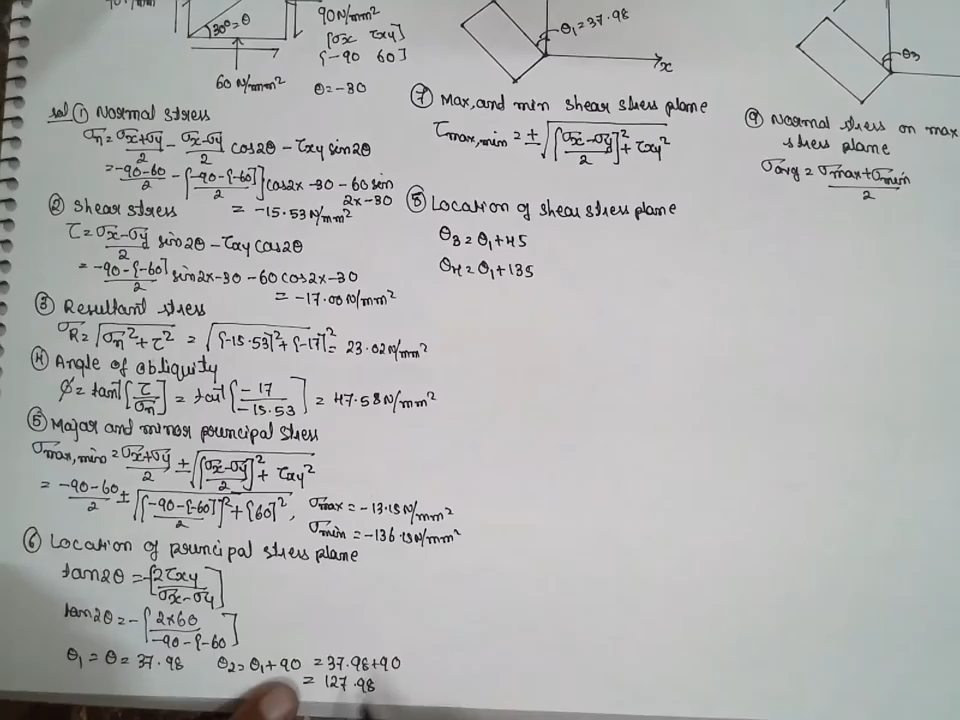 30°=θ
90N/mm²
[σx τxy]
[-90 60]
60 N/mm²
θ=-30
θ1=37.98
x
θ3
sol ① Normal stress
σn = σx+σy/2 - σx-σy/2 cos2θ - τxy sin2θ
= -90-60/2 - [-90-[-60]/2] cos2x-30 - 60 sin 2x-30
= -15.53N/mm²
② Shear stress
τ = σx-σy/2 sin2θ - τxy cos2θ
= -90-[-60]/2 sin2x-30 - 60 cos2x-30
= -17.00N/mm²
③ Resultant stress
σR = √σn²+τ² = √[-15.53]²+[-17]² = 23.02N/mm²
④ Angle of obliquity
φ = tan⁻¹[τ/σn] = tan⁻¹[-17/-15.53] = 47.58N/mm²
⑤ Major and minor principal stress
σmax,min = σx+σy/2 ± √[σx-σy/2]²+τxy²
= -90-60/2 ± √[-90-[-60]/2]²+[60]², σmax = -13.15N/mm²
σmin = -136.15N/mm²
⑥ Location of principal stress plane
tan2θ = -[2τxy/σx-σy]
tan2θ = -[2x60/-90-[-60]
θ1 = θ = 37.98 θ2 = θ1+90 = 37.98+90
= 127.98
⑦ Max, and min shear stress plane
τmax,min = ± √[σx-σy/2]²+τxy²
⑧ Location of shear stress plane
θ3 = θ1+45
θ4 = θ1+135
⑨ Normal stress on max
stress plane
σavg = σmax+σmin/2